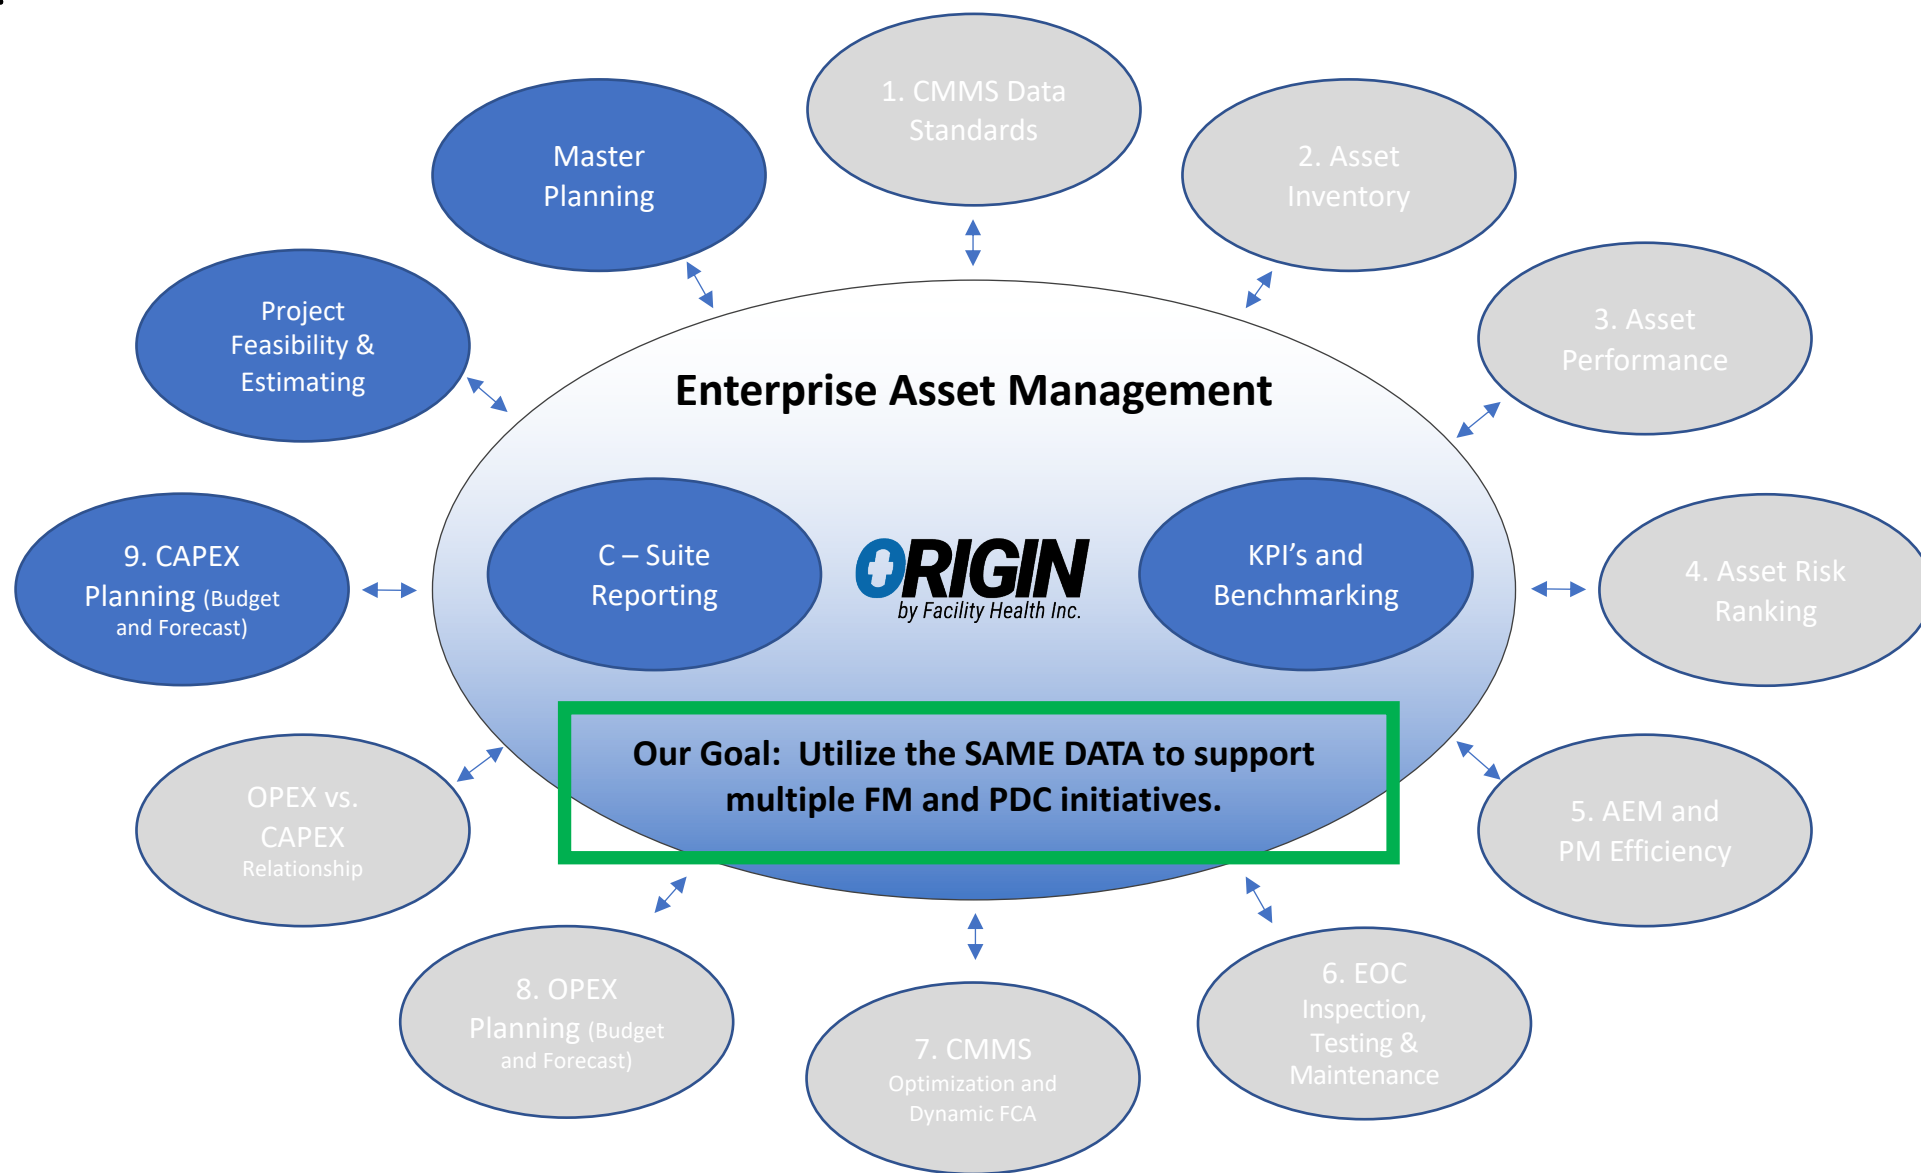 1. CMMS Data
Standards
Master
Planning
2. Asset
Inventory
Project
Feasibility &
Estimating
3. Asset
Performance
Enterprise Asset Management
9. CAPEX
Planning (Budget
and Forecast)
C – Suite
Reporting
ORIGIN
by Facility Health Inc.
KPI's and
Benchmarking
4. Asset Risk
Ranking
Our Goal:  Utilize the SAME DATA to support
multiple FM and PDC initiatives.
OPEX vs.
CAPEX
Relationship
5. AEM and
PM Efficiency
8. OPEX
Planning (Budget
and Forecast)
7. CMMS
Optimization and
Dynamic FCA
6. EOC
Inspection,
Testing &
Maintenance